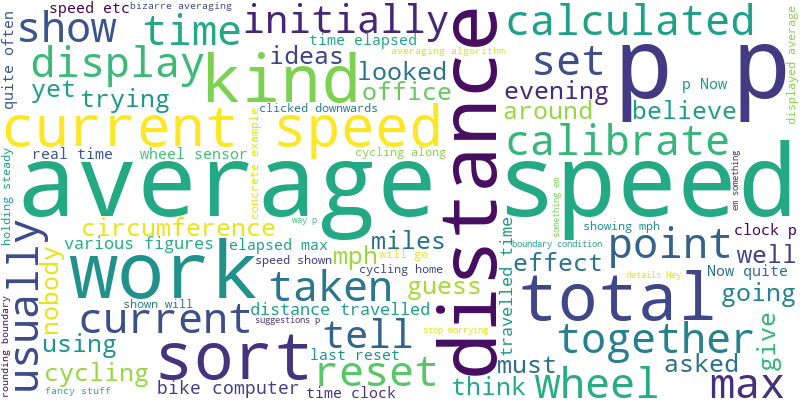 speed etc
bizarre averaging
quite often
show
time
initially
calculated
time elapsed
averaging algorithm
displayed average
display
kind
ideas
looked
set
p p
p Now
yet
trying
office
evening
clicked downwards
around
believe
current speed
distance
calibrate
real time
wheel sensor
concrete example
cycling along
holding steady
average speed
em something
something em
way p
circumference
showing mph
clock p
usually
nobody
various figures
elapsed max
mph
miles
will go
boundary condition
point
well
work
speed shown
cycling home
effect
details Hey
Now quite
taken
guess
travelled time
total
going
shown will
distance travelled
current
suggestions p
tell
stop worrying
together
give
rounding boundary
using
sort
last reset
must
asked
cycling
reset
fancy stuff
bike computer
time clock
think
wheel
max